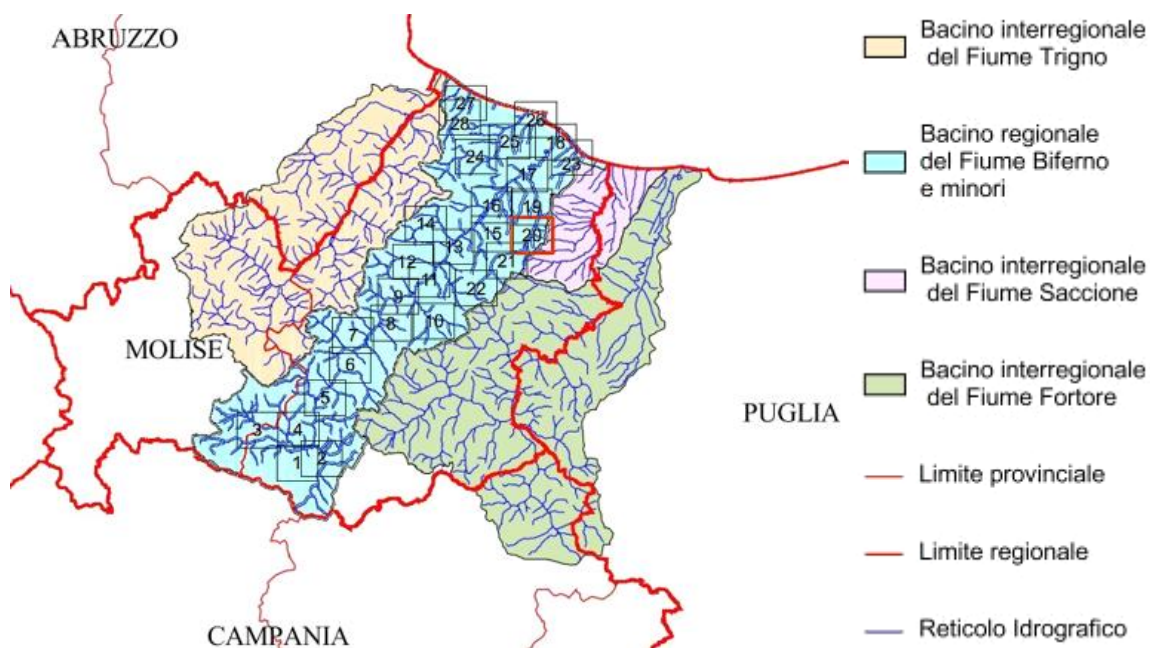 ABRUZZO
MOLISE
PUGLIA
CAMPANIA
27
28
26
25
18
24
23
17
16
19
14
15
20
13
12
21
11
22
9
8
10
7
6
5
3
4
1
2
Bacino interregionale
del Fiume Trigno
Bacino regionale
del Fiume Biferno
e minori
Bacino interregionale
del Fiume Saccione
Bacino interregionale
del Fiume Fortore
Limite provinciale
Limite regionale
Reticolo Idrografico